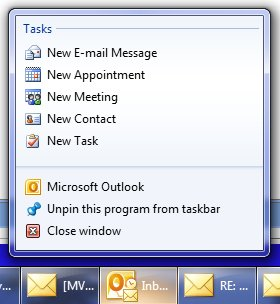 Tasks
New E-mail Message
New Appointment
New Meeting
New Contact
New Task
Microsoft Outlook
Unpin this program from taskbar
Close window
[MV...
Inb...
RE: ...